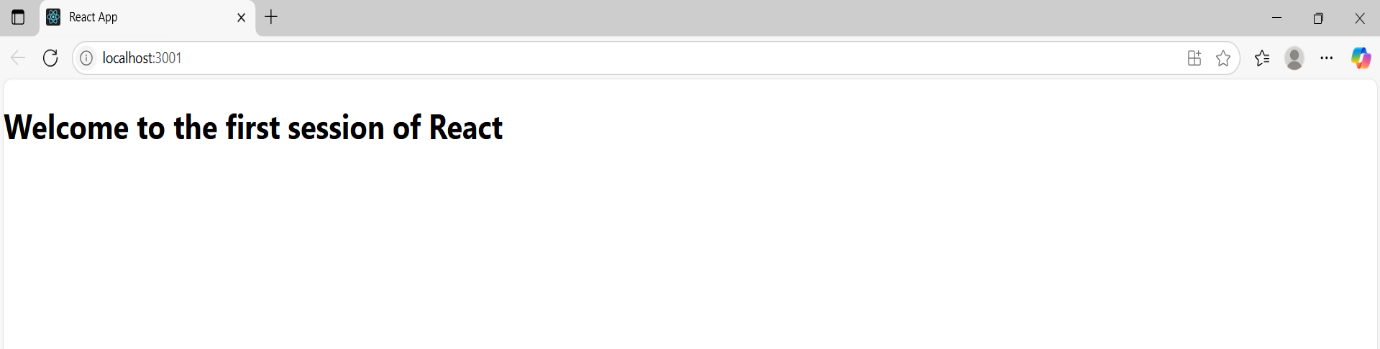 React App
localhost:3001
Welcome to the first session of React